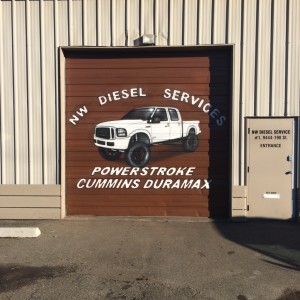 NW DIESEL SERVICES
POWERSTROKE
CUMMINS DURAMAX
NW DIESEL SERVICE
ENTRANCE